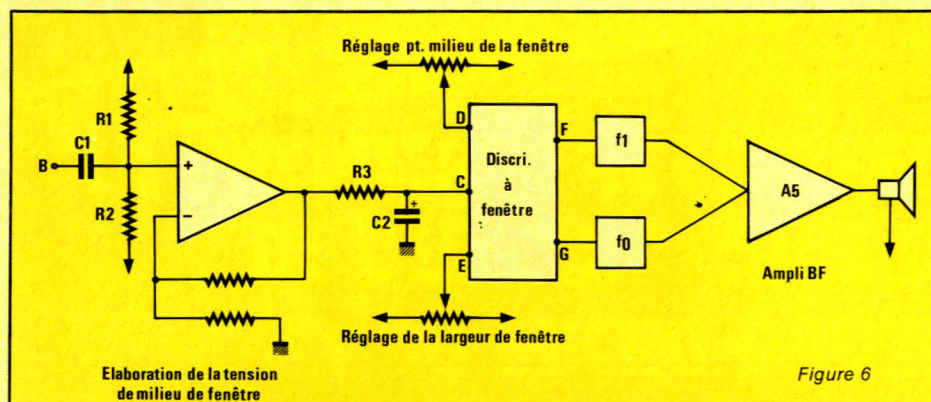 Réglage pt. milieu de la fenêtre
R1
C1
B
R2
+
−
R3
+
C2
D
C
E
Discri.
à
fenêtre
F
G
f1
f0
A5
Ampli BF
Réglage de la largeur de fenêtre
Elaboration de la tension
de milieu de fenêtre
Figure 6